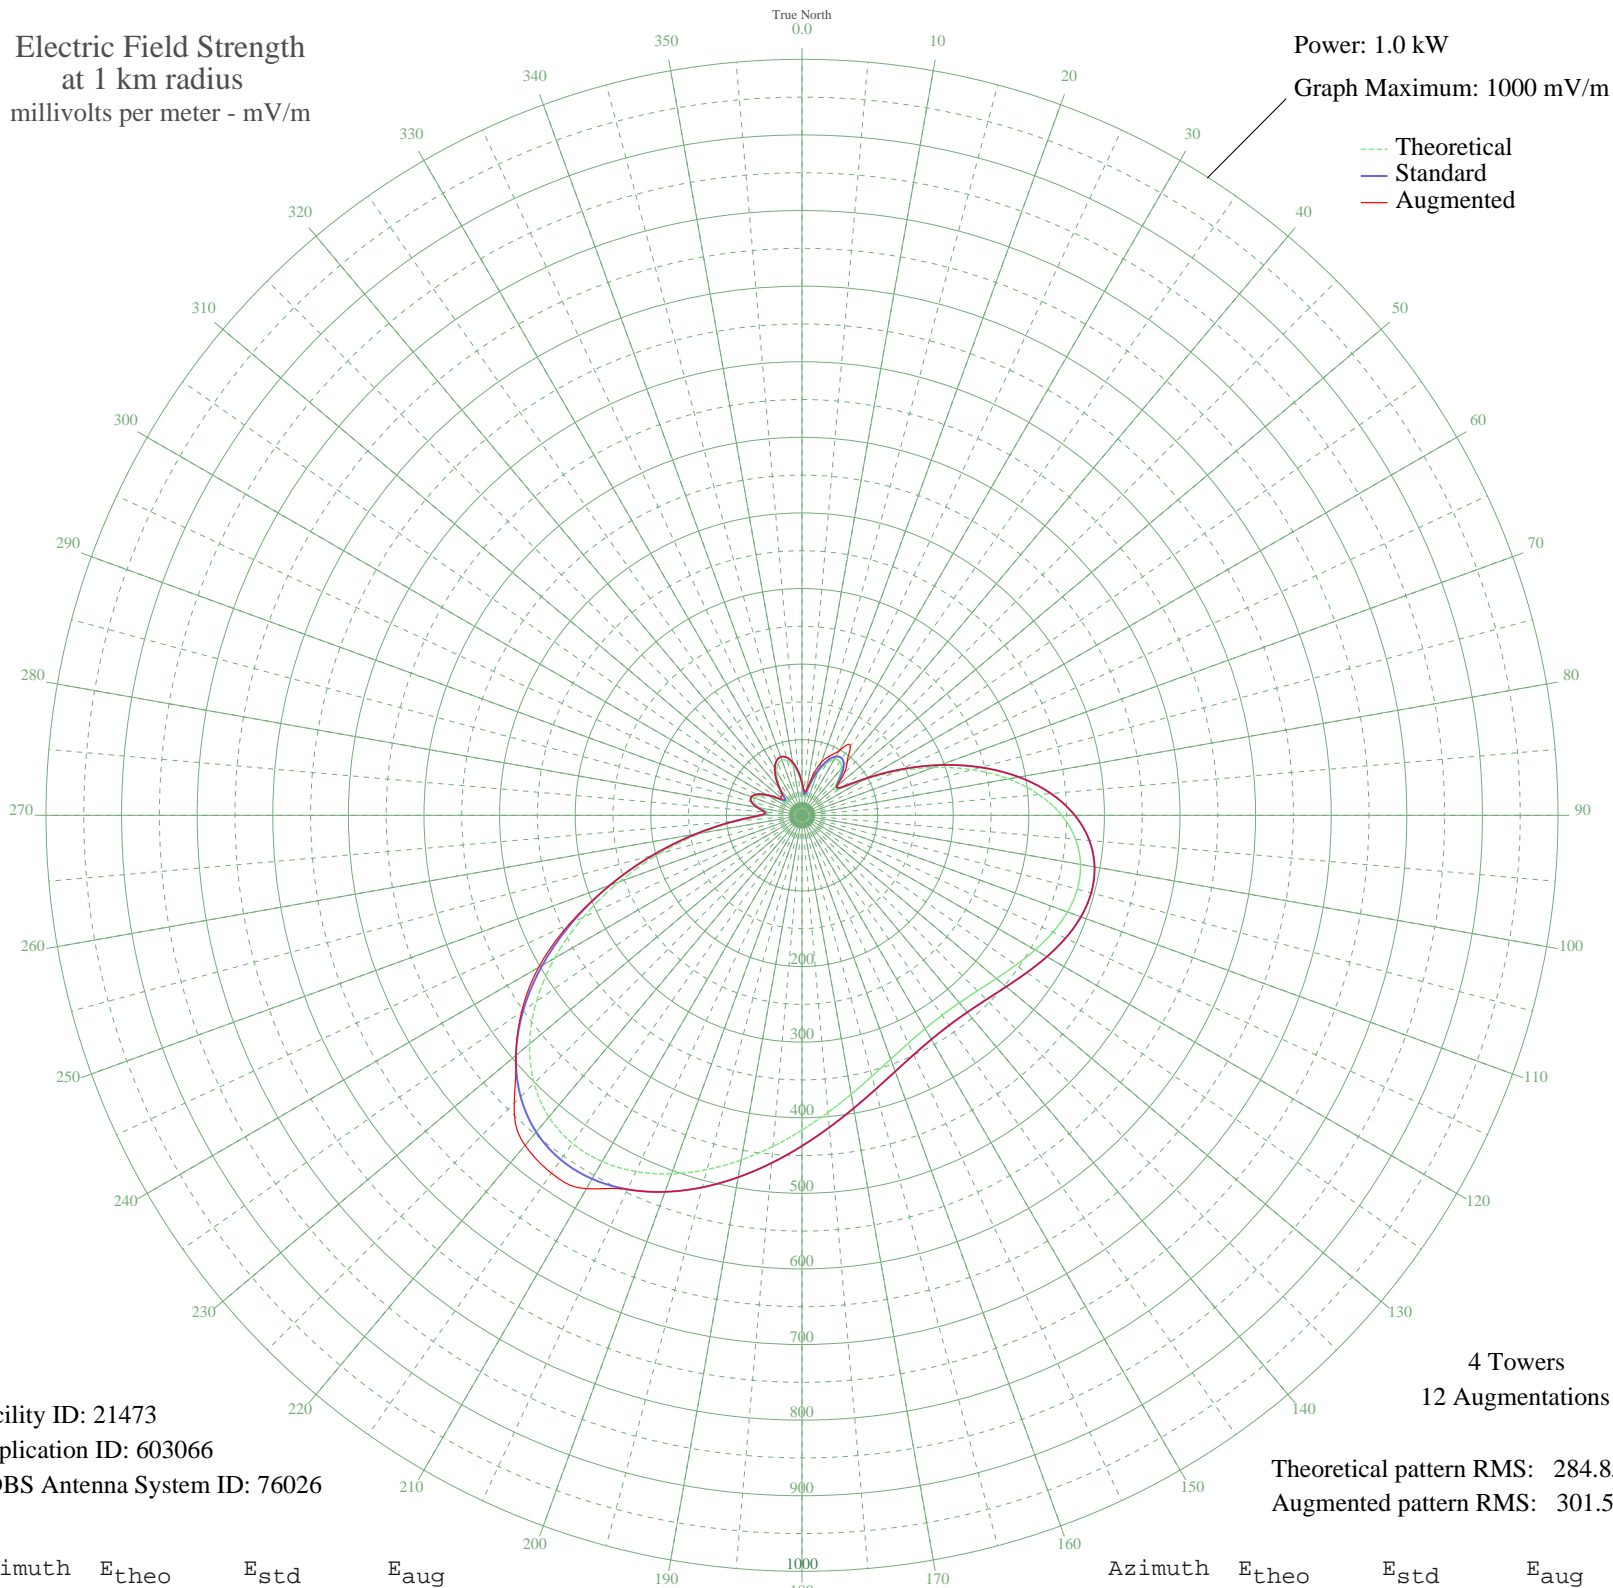 True North
Electric Field Strength
at 1 km radius
millivolts per meter - mV/m
Power: 1.0 kW
Graph Maximum: 1000 mV/m
Theoretical
Standard
Augmented
0.0
10
20
30
40
50
60
70
80
90
100
110
120
130
140
150
160
170
190
200
210
220
230
240
250
260
270
280
290
300
310
320
330
340
350
200
300
400
500
600
700
800
900
1000
4 Towers
12 Augmentations
cility ID: 21473
plication ID: 603066
DBS Antenna System ID: 76026
Theoretical pattern RMS: 284.8
Augmented pattern RMS: 301.5
imuth Etheo Estd Eaug
Azimuth Etheo Estd Eaug